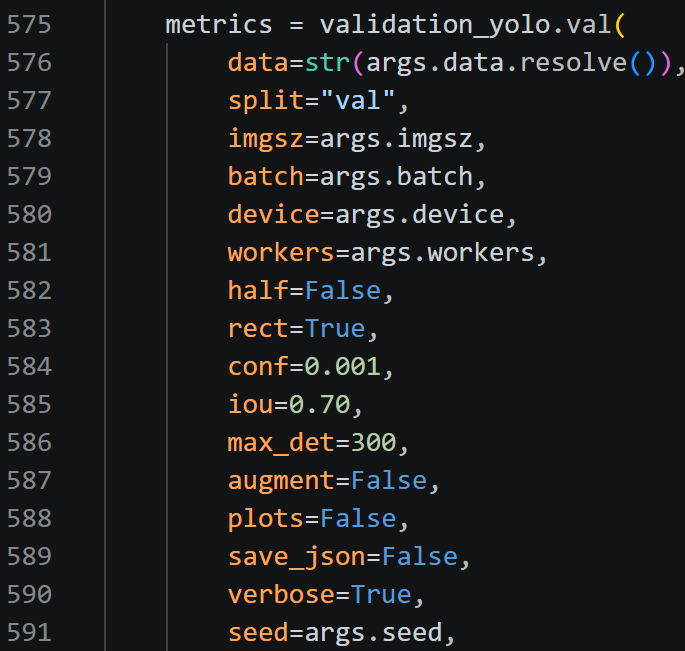 575 metrics = validation_yolo.val(
576 data=str(args.data.resolve()),
577 split="val",
578 imgsz=args.imgsz,
579 batch=args.batch,
580 device=args.device,
581 workers=args.workers,
582 half=False,
583 rect=True,
584 conf=0.001,
585 iou=0.70,
586 max_det=300,
587 augment=False,
588 plots=False,
589 save_json=False,
590 verbose=True,
591 seed=args.seed,